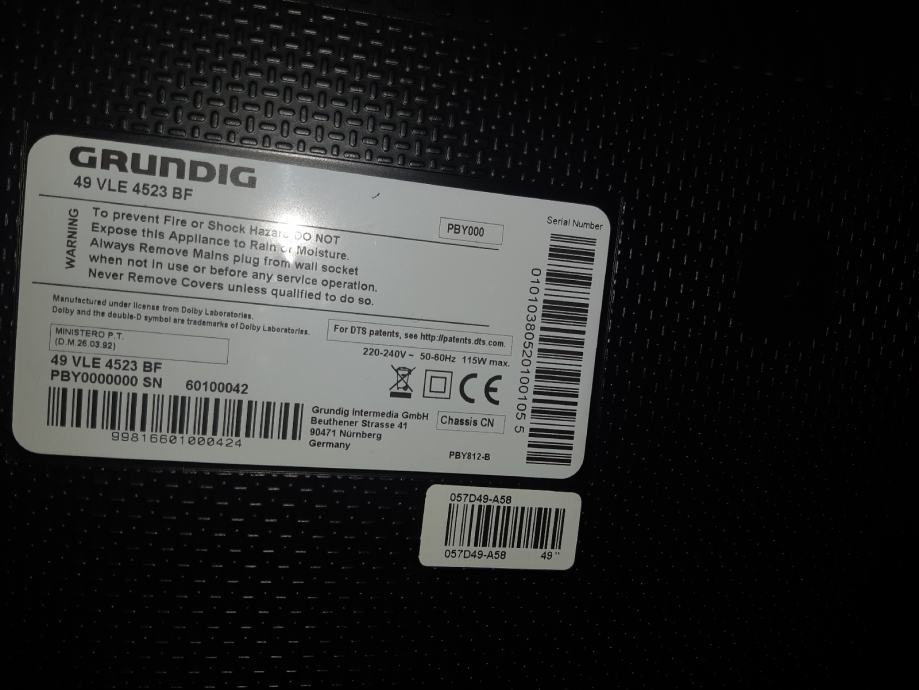 GRUNDIG
49 VLE 4523 BF
WARNING
To prevent Fire or Shock Hazard DO NOT
Expose this Appliance to Rain or Moisture.
Always Remove Mains plug from wall socket
when not in use or before any service operation.
Never Remove Covers unless qualified to do so.
PBY000
Serial Number
010103805201001055
Manufactured under license from Dolby Laboratories.
Dolby and the double-D symbol are trademarks of Dolby Laboratories.
For DTS patents, see http://patents.dts.com.
MINISTERO P.T.
(D.M.26.03.92)
220-240V ~ 50-60Hz 115W max.
49 VLE 4523 BF
PBY0000000 SN 60100042
99816601000424
CE
Grundig Intermedia GmbH
Beuthener Strasse 41
90471 Nürnberg
Germany
Chassis CN
PBY812-B
057D49-A58
057D49-A58 49"